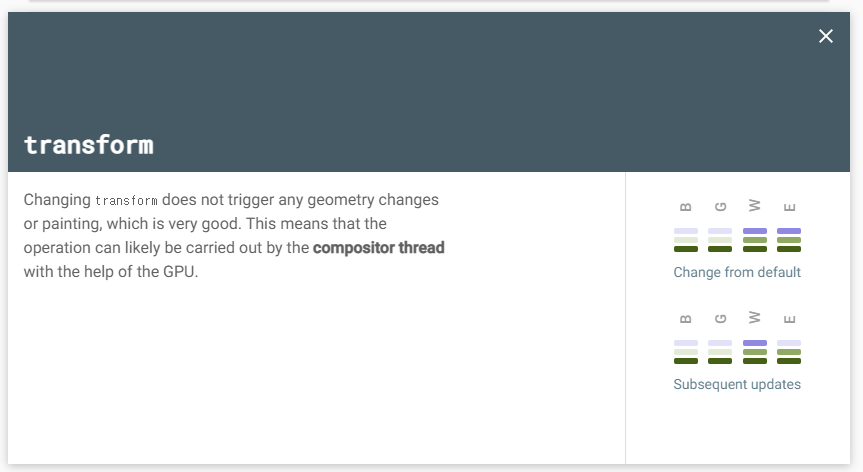 transform
Changing transform does not trigger any geometry changes
or painting, which is very good. This means that the
operation can likely be carried out by the compositor thread
with the help of the GPU.
B G W E
Change from default
B G W E
Subsequent updates